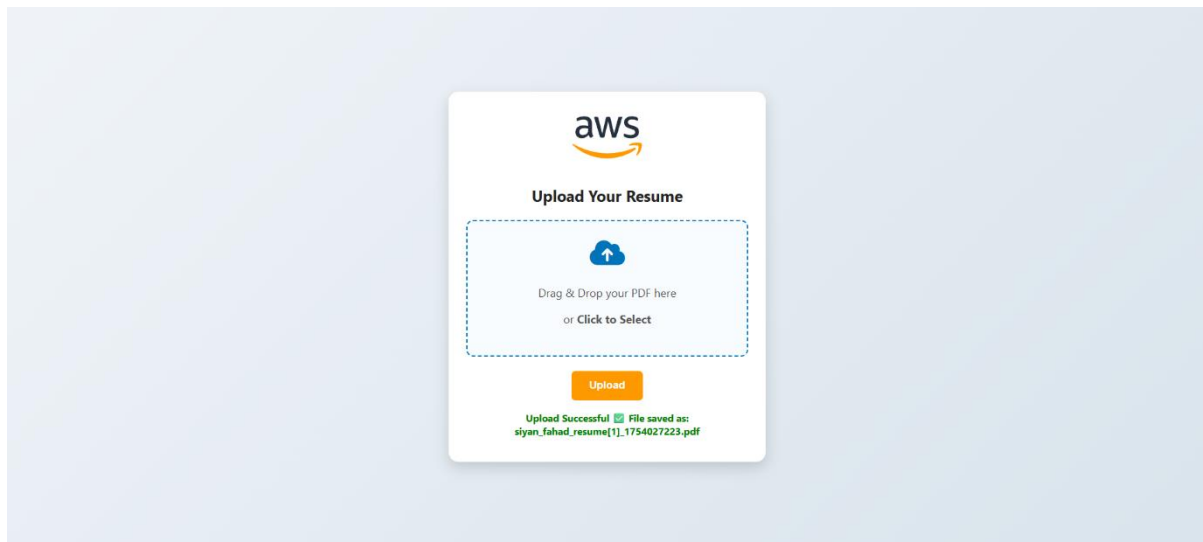 aws
Upload Your Resume
Drag & Drop your PDF here
or Click to Select
Upload
Upload Successful ✅ File saved as:
siyan_fahad_resume[1]_1754027223.pdf